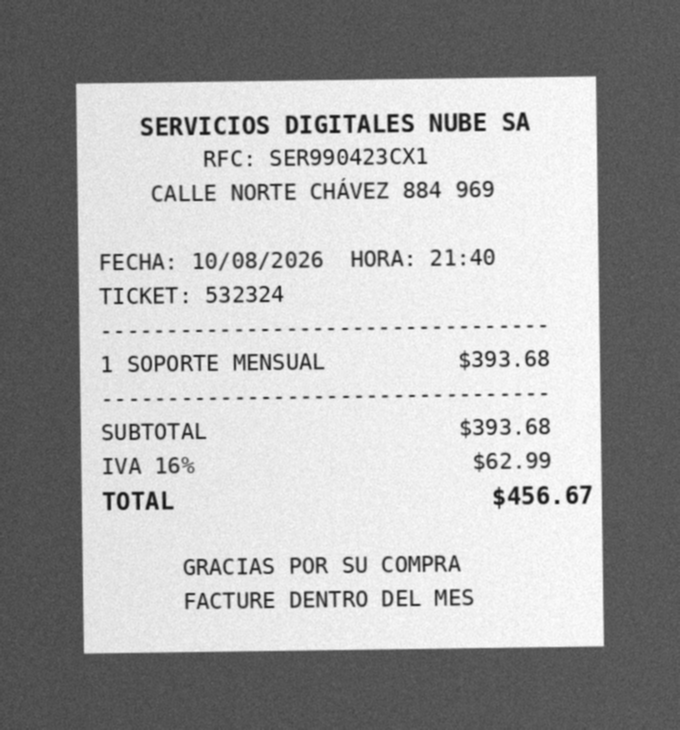 SERVICIOS DIGITALES NUBE SA
RFC: SER990423CX1
CALLE NORTE CHÁVEZ 884 969
FECHA: 10/08/2026 HORA: 21:40
TICKET: 532324
----------------------------------
1 SOPORTE MENSUAL $393.68
----------------------------------
SUBTOTAL $393.68
IVA 16% $62.99
TOTAL $456.67
GRACIAS POR SU COMPRA
FACTURE DENTRO DEL MES